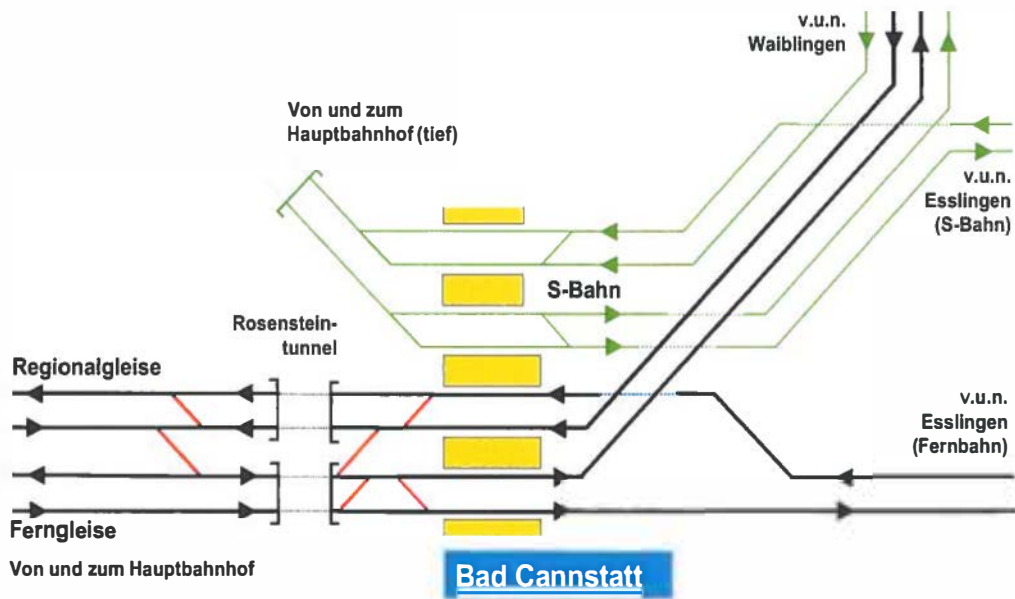 v.u.n.
Waiblingen
Von und zum
Hauptbahnhof (tief)
v.u.n.
Esslingen
(S-Bahn)
S-Bahn
Rosenstein-
tunnel
Regionalgleise
v.u.n.
Esslingen
(Fernbahn)
Ferngleise
Von und zum Hauptbahnhof
Bad Cannstatt